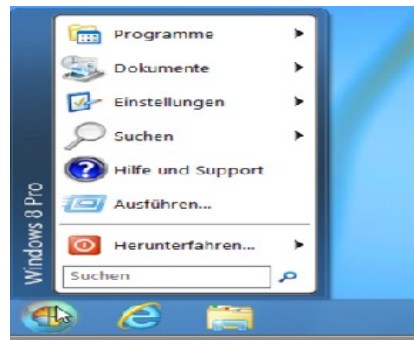 Programme
Dokumente
Einstellungen
Suchen
Hilfe und Support
Ausführen...
Herunterfahren...
Suchen
Windows 8 Pro